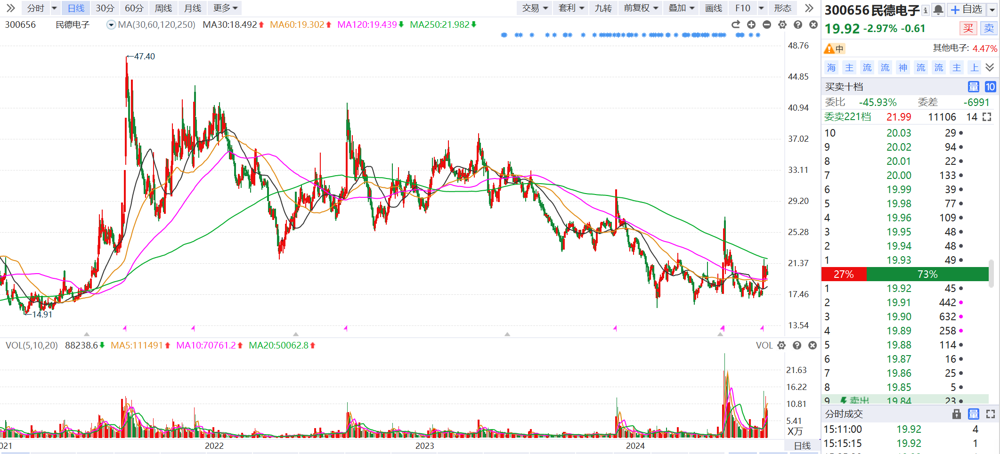 分时 日线 30分 60分 周线 月线 更多 交易 套利 九转 前复权 叠加 画线 F10 形态
300656 民德电子 MA(30,60,120,250) MA30:18.492 MA60:19.302 MA120:19.439 MA250:21.982
48.76
47.40
44.85
40.94
37.02
33.11
29.20
25.28
21.37
17.46
14.91
13.54
VOL(5,10,20) 88238.6 MA5:111491 MA10:70761.2 MA20:50062.8 VOL
21.63
16.22
10.81
5.41
X万
021 2022 2023 2024 日线
300656 民德电子 自选
19.92 -2.97% -0.61 买 卖
中 其他电子: 4.47%
海 主 流 流 神 流 流 主 上
买卖十档 量 10
委比 -45.93% 委差 -6991
委卖221档 21.99 11106 14
10 20.03 29
9 20.02 94
8 20.01 22
7 20.00 133
6 19.99 39
5 19.98 77
4 19.96 109
3 19.95 48
2 19.94 48
1 19.93 49
27% 73%
1 19.92 45
2 19.91 442
3 19.90 632
4 19.89 258
5 19.88 114
6 19.87 16
7 19.86 25
8 19.85 5
9 卖出 19.84 23
分时成交 量
15:11:00 19.92 4
15:15:15 19.92 1